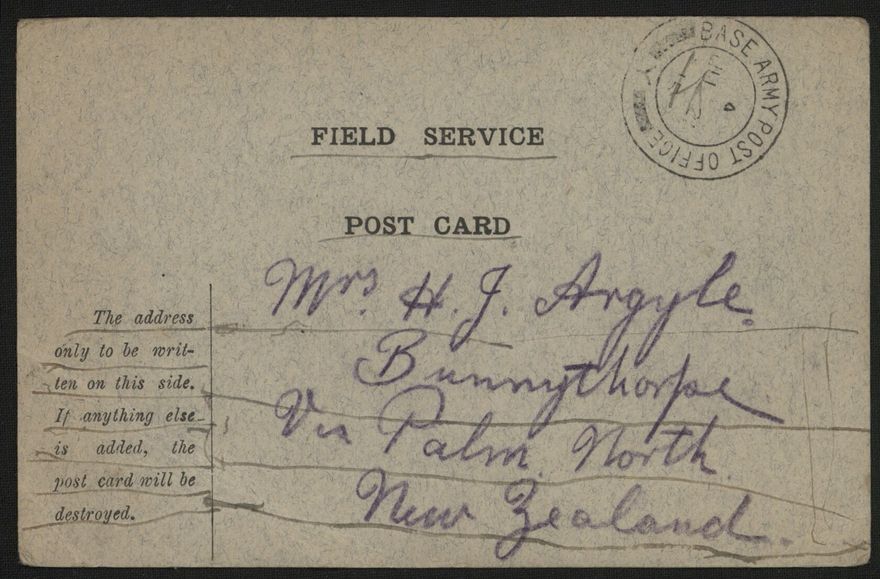 BASE ARMY POST OFFICE
FIELD SERVICE
POST CARD
Mrs. H. J. Argyle.
Bunnythorpe
Via Palm. North
New Zealand.
The address
only to be writ-
ten on this side.
If anything else
is added, the
post card will be
destroyed.